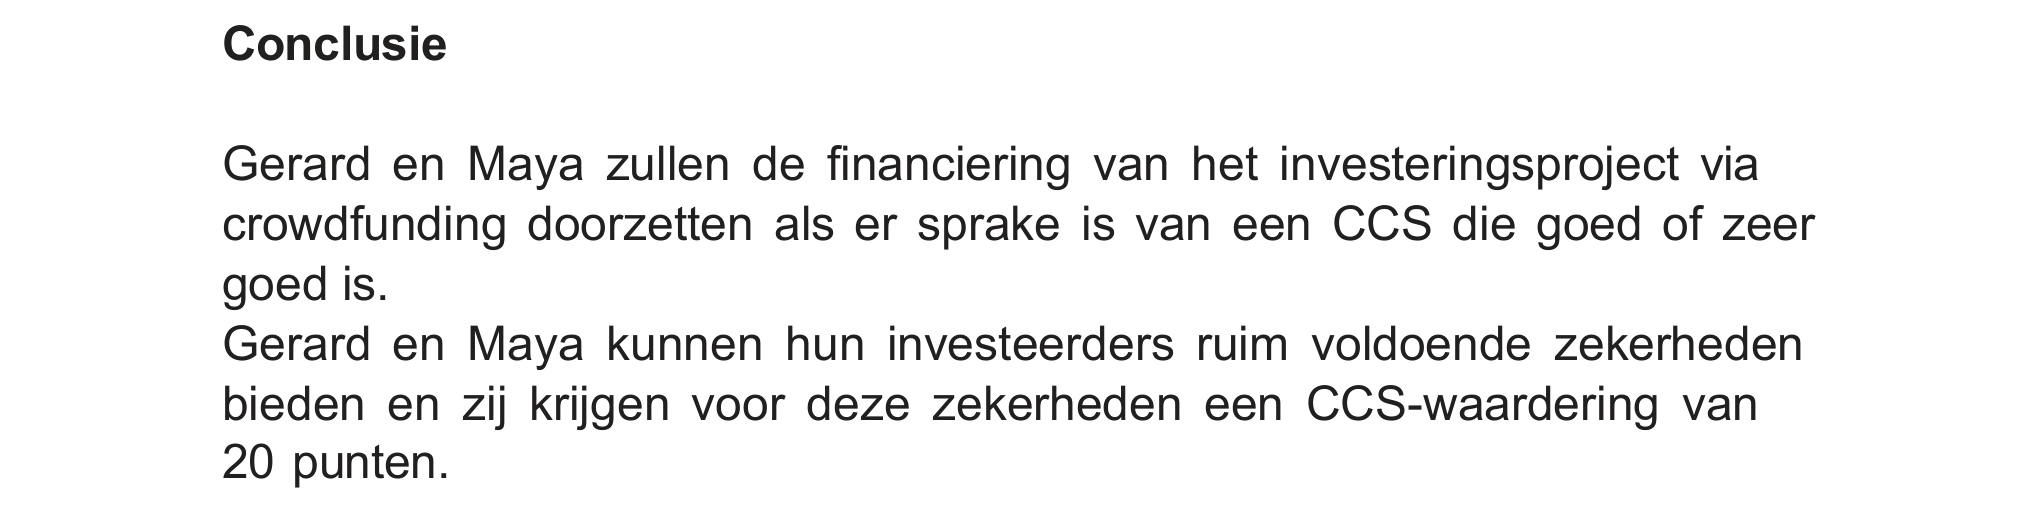 Conclusie
Gerard en Maya zullen de financiering van het investeringsproject via
crowdfunding doorzetten als er sprake is van een CCS die goed of zeer
goed is.
Gerard en Maya kunnen hun investeerders ruim voldoende zekerheden
bieden en zij krijgen voor deze zekerheden een CCS-waardering van
20 punten.